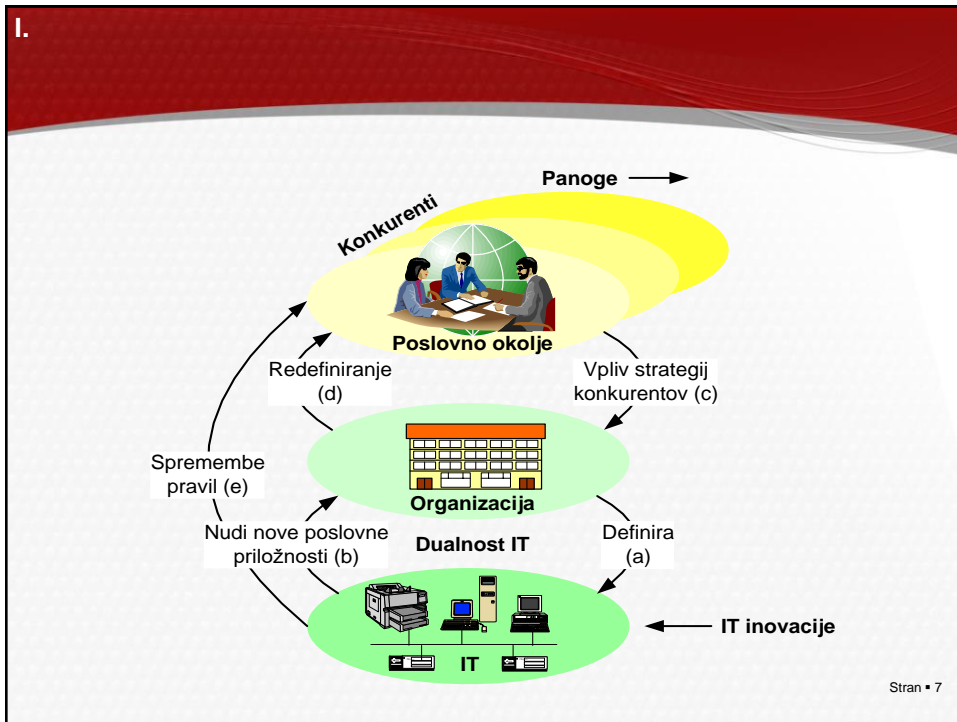 I.
Panoge
Konkurenti
Poslovno okolje
Redefiniranje
(d)
Vpliv strategij
konkurentov (c)
Spremembe
pravil (e)
Organizacija
Nudi nove poslovne
priložnosti (b)
Dualnost IT
Definira
(a)
IT inovacije
IT
Stran ▪ 7